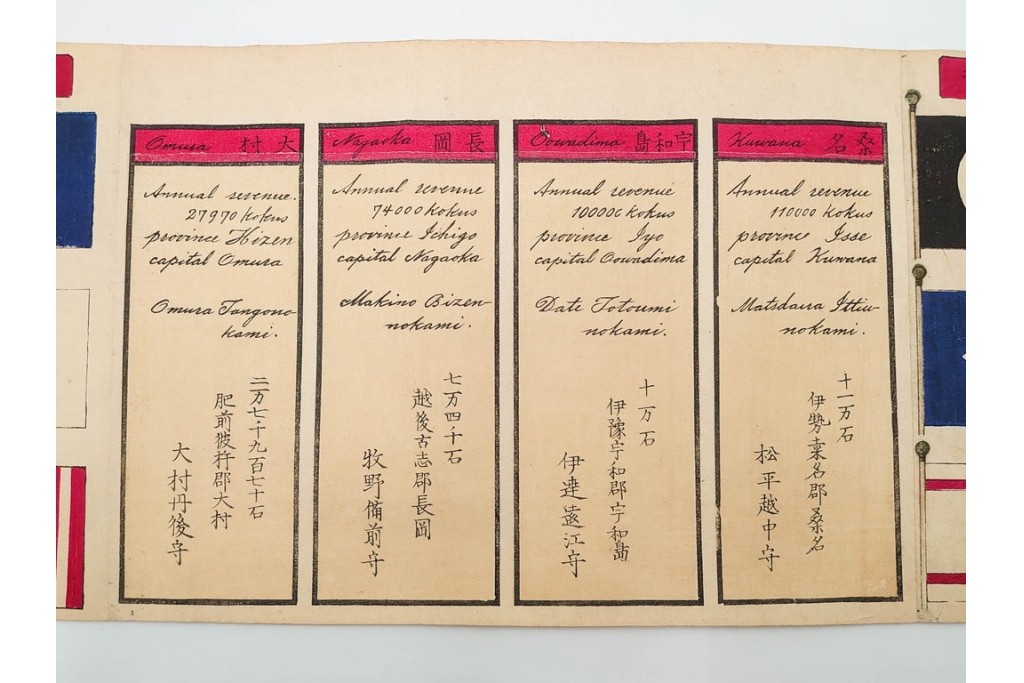 Omura 大村
Annual revenue.
27970 Kokus
province Hizen
capital Omura
Omura Tangono-
kami.
二万七千九百七十石
肥前彼杵郡大村
大村丹後守
Nagaoka 長岡
Annual revenue
74000 Kokus
province Ichigo
capital Nagaoka
Makino Bizen-
nokami.
七万四千石
越後古志郡長岡
牧野備前守
Oowadima 宇和島
Annual revenue
100000 Kokus
province Iyo
capital Oowadima
Date Totoumi
nokami.
十万石
伊豫宇和郡宇和島
伊達遠江守
Kuwana 桑名
Annual revenue
110000 Kokus
province Isse
capital Kuwana
Matsdaira Ittiu-
nokami.
十一万石
伊勢桒名郡桑名
松平越中守